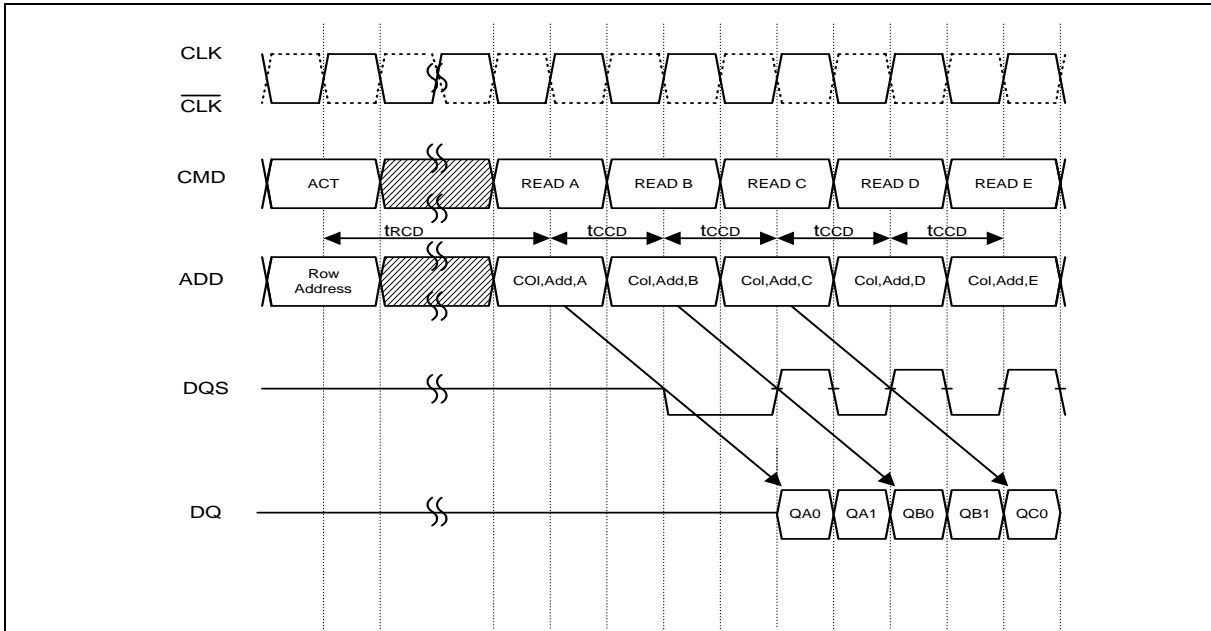 CLK
CLK
CMD
ACT
READ A
READ B
READ C
READ D
READ E
tRCD
tCCD
tCCD
tCCD
tCCD
ADD
Row
Address
COl,Add,A
Col,Add,B
Col,Add,C
Col,Add,D
Col,Add,E
DQS
DQ
QA0
QA1
QB0
QB1
QC0